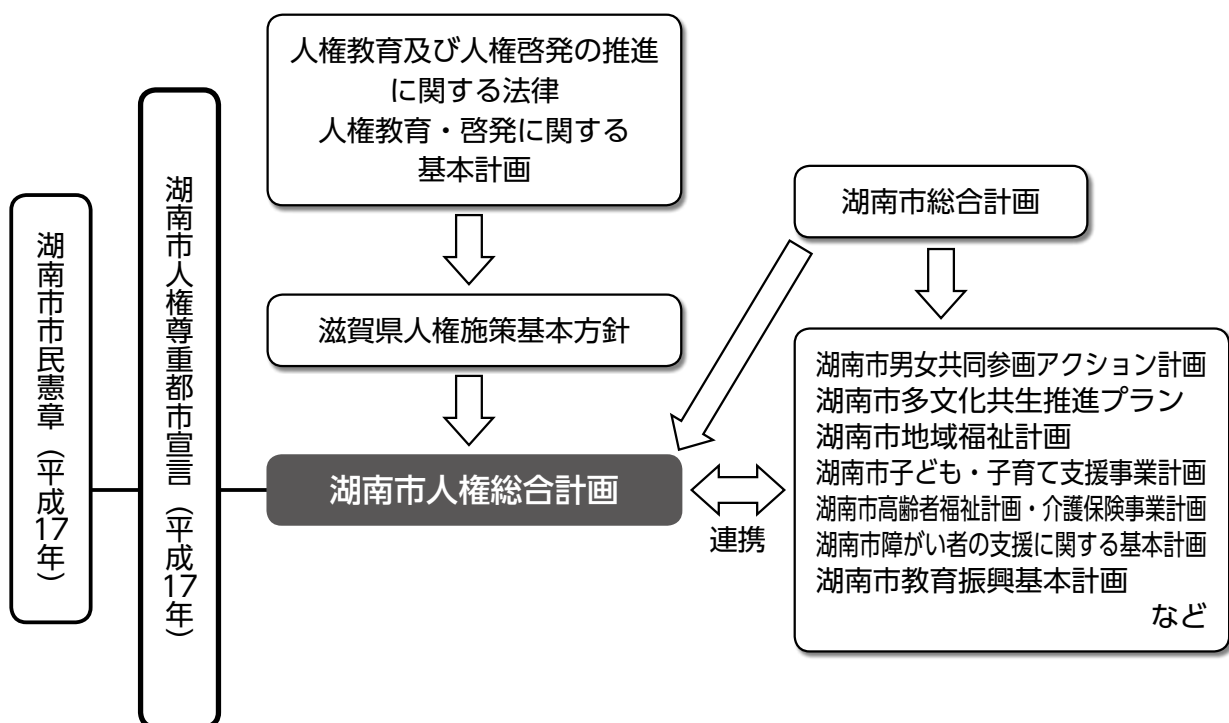 湖南市市民憲章（平成17年）
湖南市人権尊重都市宣言（平成17年）
人権教育及び人権啓発の推進
に関する法律
人権教育・啓発に関する
基本計画
滋賀県人権施策基本方針
湖南市人権総合計画
連携
湖南市総合計画
湖南市男女共同参画アクション計画
湖南市多文化共生推進プラン
湖南市地域福祉計画
湖南市子ども・子育て支援事業計画
湖南市高齢者福祉計画・介護保険事業計画
湖南市障がい者の支援に関する基本計画
湖南市教育振興基本計画
など